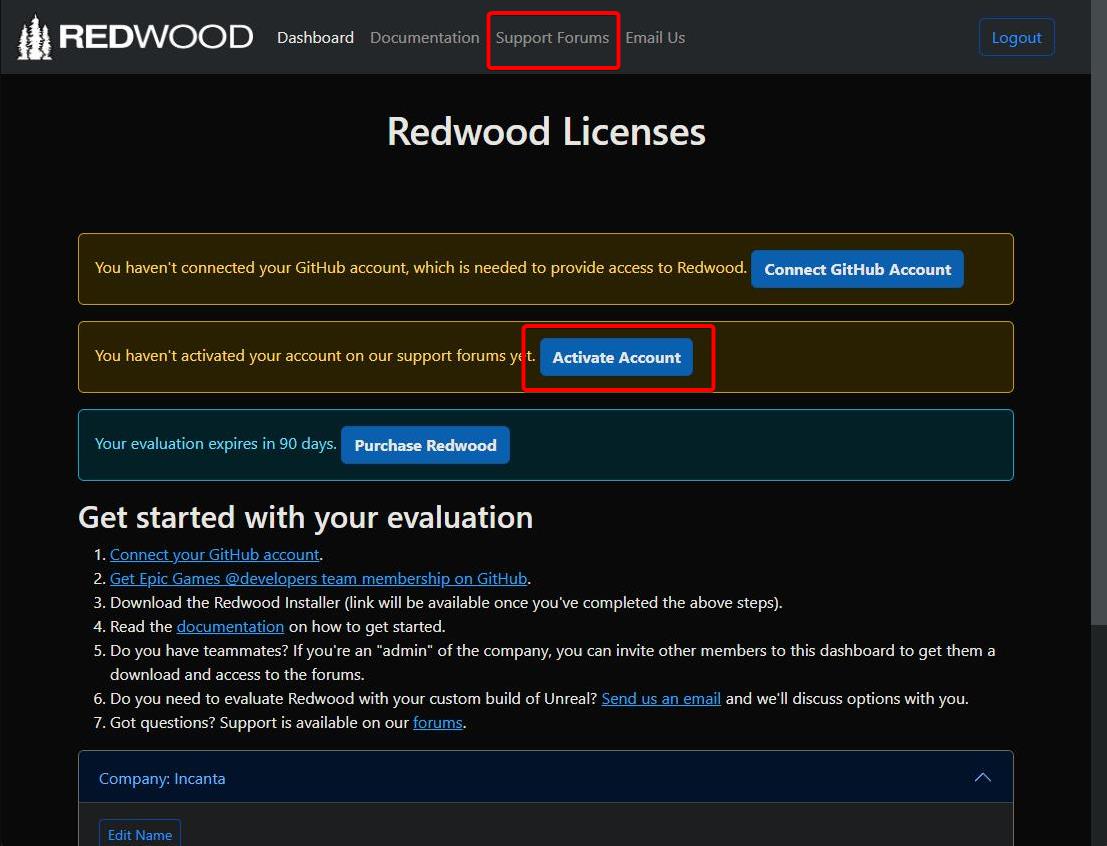 REDWOOD Dashboard Documentation Support Forums Email Us Logout
Redwood Licenses
You haven't connected your GitHub account, which is needed to provide access to Redwood. Connect GitHub Account
You haven't activated your account on our support forums yet. Activate Account
Your evaluation expires in 90 days. Purchase Redwood
Get started with your evaluation
1. Connect your GitHub account.
2. Get Epic Games @developers team membership on GitHub.
3. Download the Redwood Installer (link will be available once you've completed the above steps).
4. Read the documentation on how to get started.
5. Do you have teammates? If you're an "admin" of the company, you can invite other members to this dashboard to get them a
download and access to the forums.
6. Do you need to evaluate Redwood with your custom build of Unreal? Send us an email and we'll discuss options with you.
7. Got questions? Support is available on our forums.
Company: Incanta
Edit Name